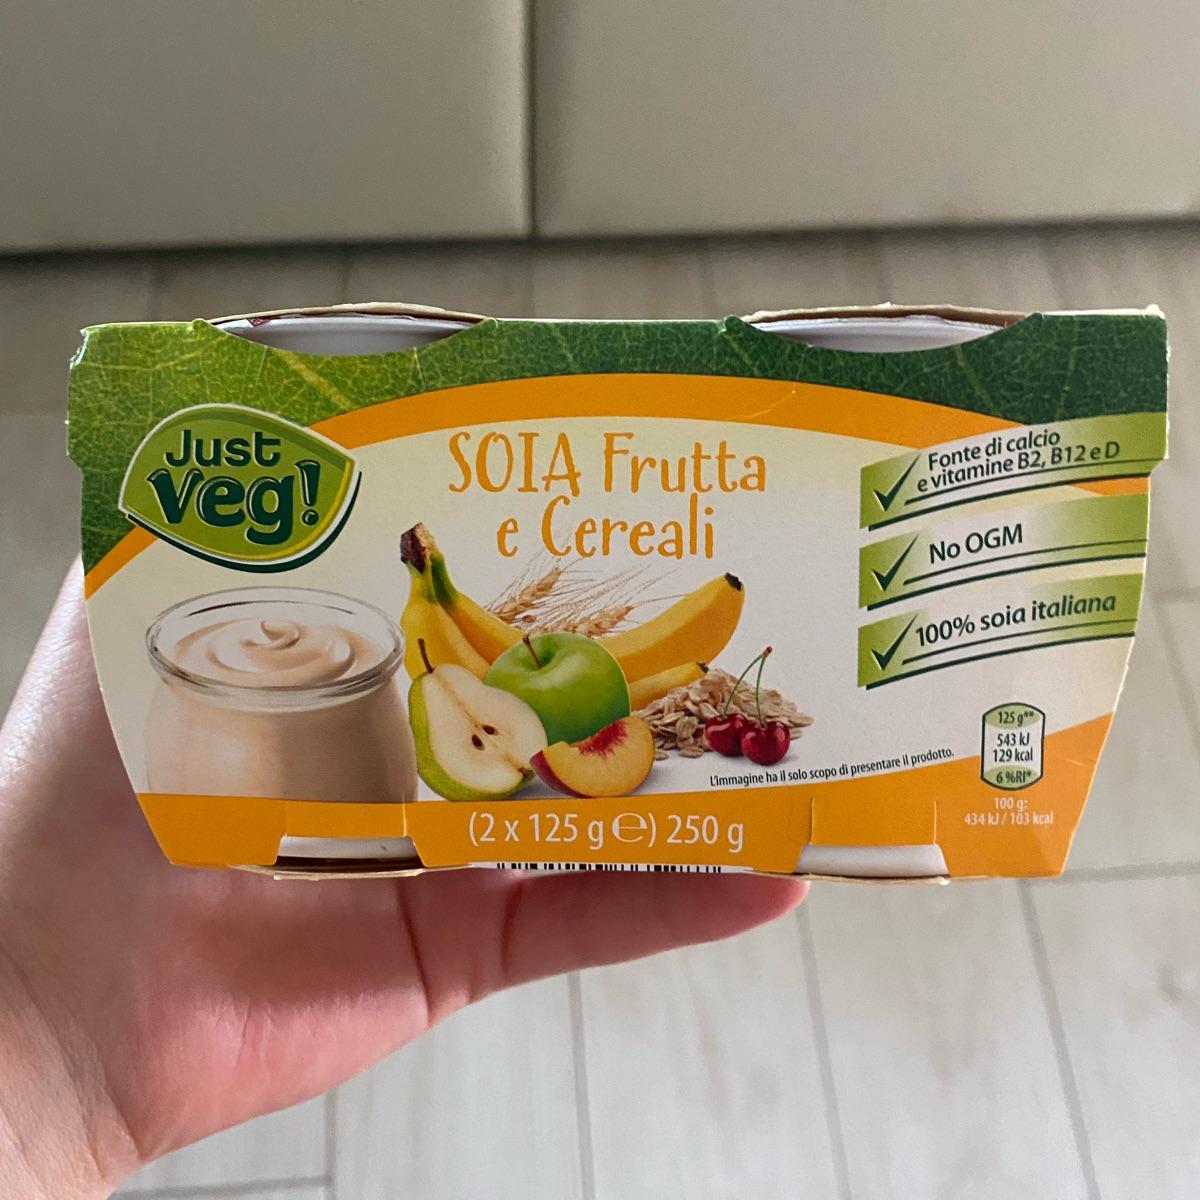 Just
Veg!
SOIA Frutta
e Cereali
Fonte di calcio
e vitamine B2, B12 e D
No OGM
100% soia italiana
L'immagine ha il solo scopo di presentare il prodotto.
125 g**
543 kJ
129 kcal
6 %RI*
100 g:
434 kJ / 103 kcal
(2 x 125 g ℮) 250 g